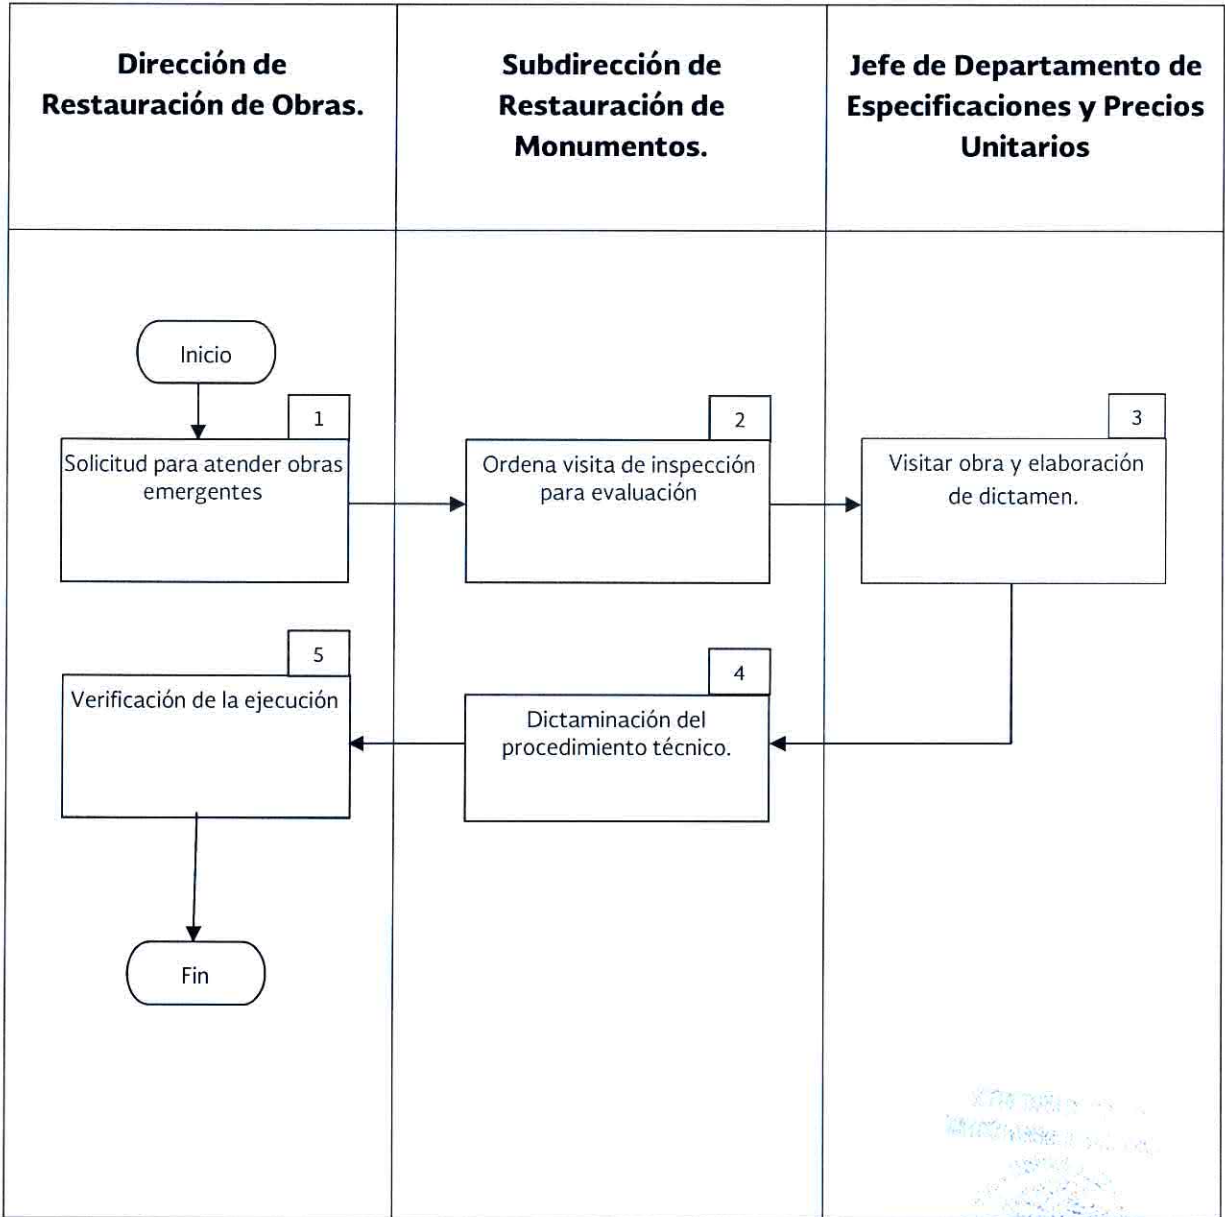 Dirección de
Restauración de Obras.
Subdirección de
Restauración de
Monumentos.
Jefe de Departamento de
Especificaciones y Precios
Unitarios
Inicio
1
Solicitud para atender obras
emergentes
2
Ordena visita de inspección
para evaluación
3
Visitar obra y elaboración
de dictamen.
5
Verificación de la ejecución
4
Dictaminación del
procedimiento técnico.
Fin